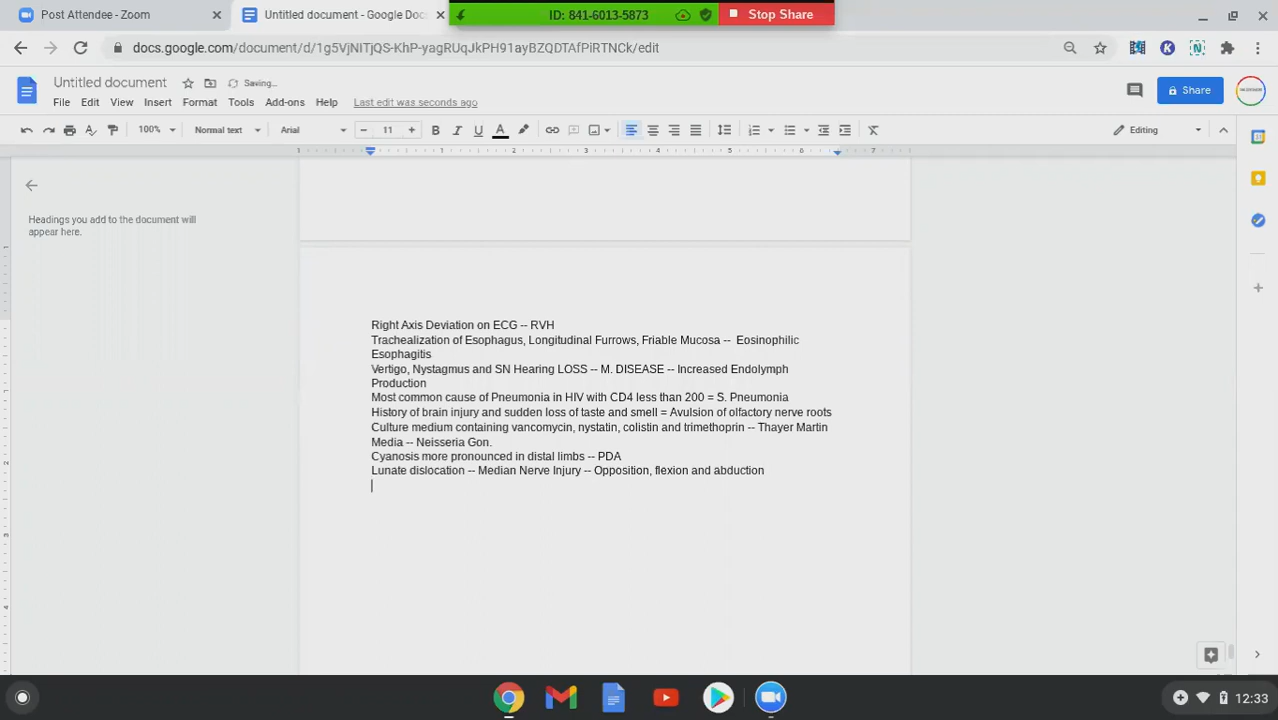 Post Attendee - Zoom
Untitled document - Google Doc
ID: 841-6013-5873
Stop Share
docs.google.com/document/d/1g5VjNITjQS-KhP-yagRUqJkPH91ayBZQDTAfPiRTNCk/edit
Untitled document
Saving...
File Edit View Insert Format Tools Add-ons Help Last edit was seconds ago
Share
100% Normal text Arial 11 Editing
Headings you add to the document will
appear here.
Right Axis Deviation on ECG -- RVH
Trachealization of Esophagus, Longitudinal Furrows, Friable Mucosa -- Eosinophilic
Esophagitis
Vertigo, Nystagmus and SN Hearing LOSS -- M. DISEASE -- Increased Endolymph
Production
Most common cause of Pneumonia in HIV with CD4 less than 200 = S. Pneumonia
History of brain injury and sudden loss of taste and smell = Avulsion of olfactory nerve roots
Culture medium containing vancomycin, nystatin, colistin and trimethoprin -- Thayer Martin
Media -- Neisseria Gon.
Cyanosis more pronounced in distal limbs -- PDA
Lunate dislocation -- Median Nerve Injury -- Opposition, flexion and abduction
12:33